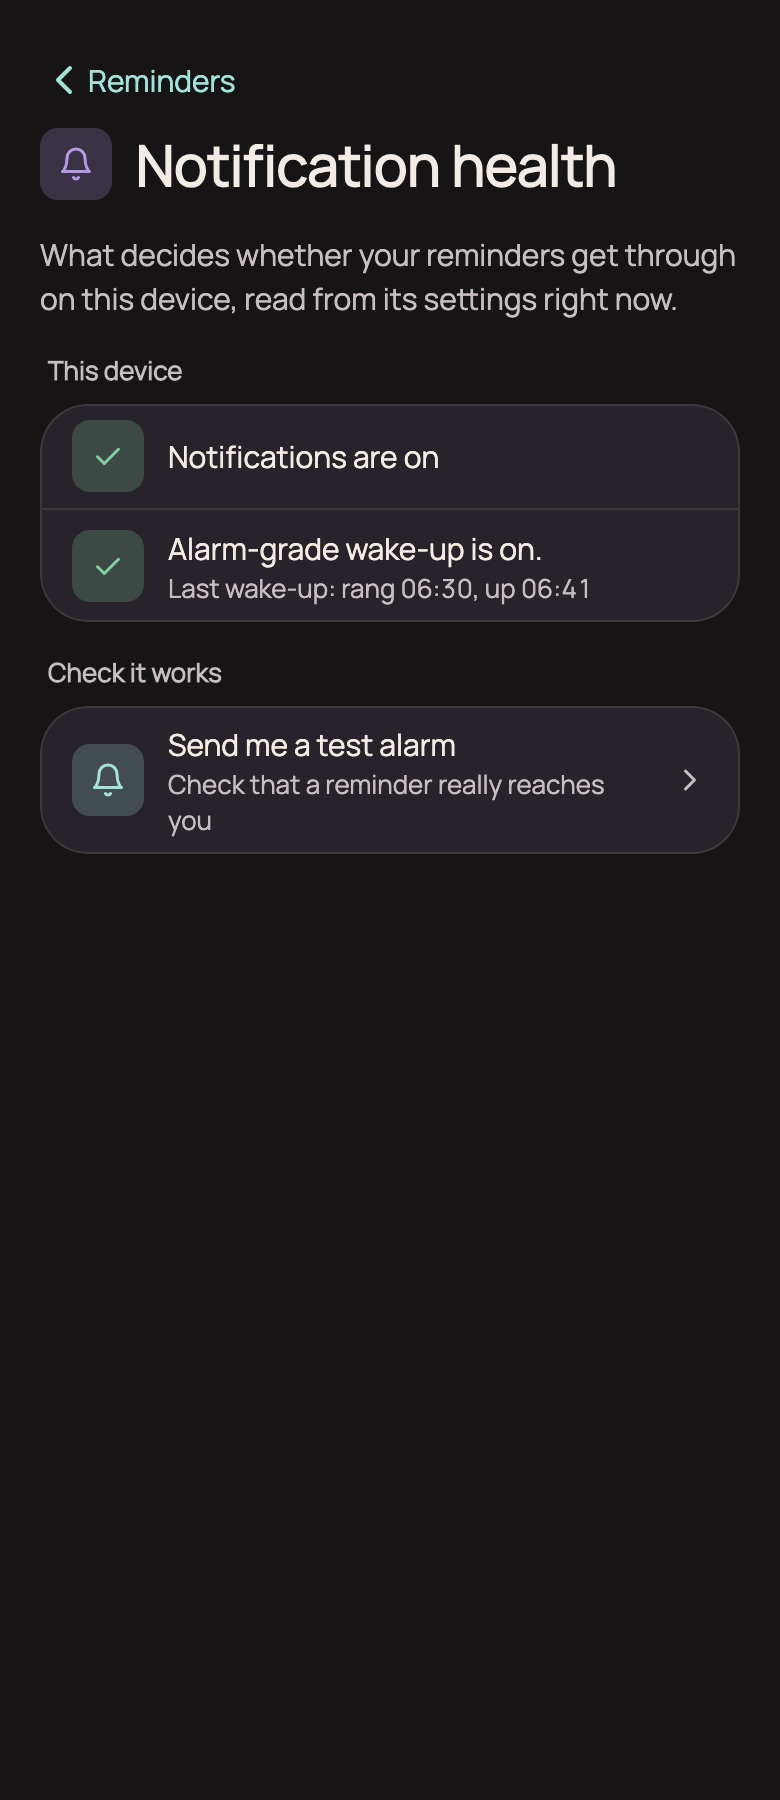 Reminders
Notification health
What decides whether your reminders get through
on this device, read from its settings right now.
This device
Notifications are on
Alarm-grade wake-up is on.
Last wake-up: rang 06:30, up 06:41
Check it works
Send me a test alarm
Check that a reminder really reaches
you